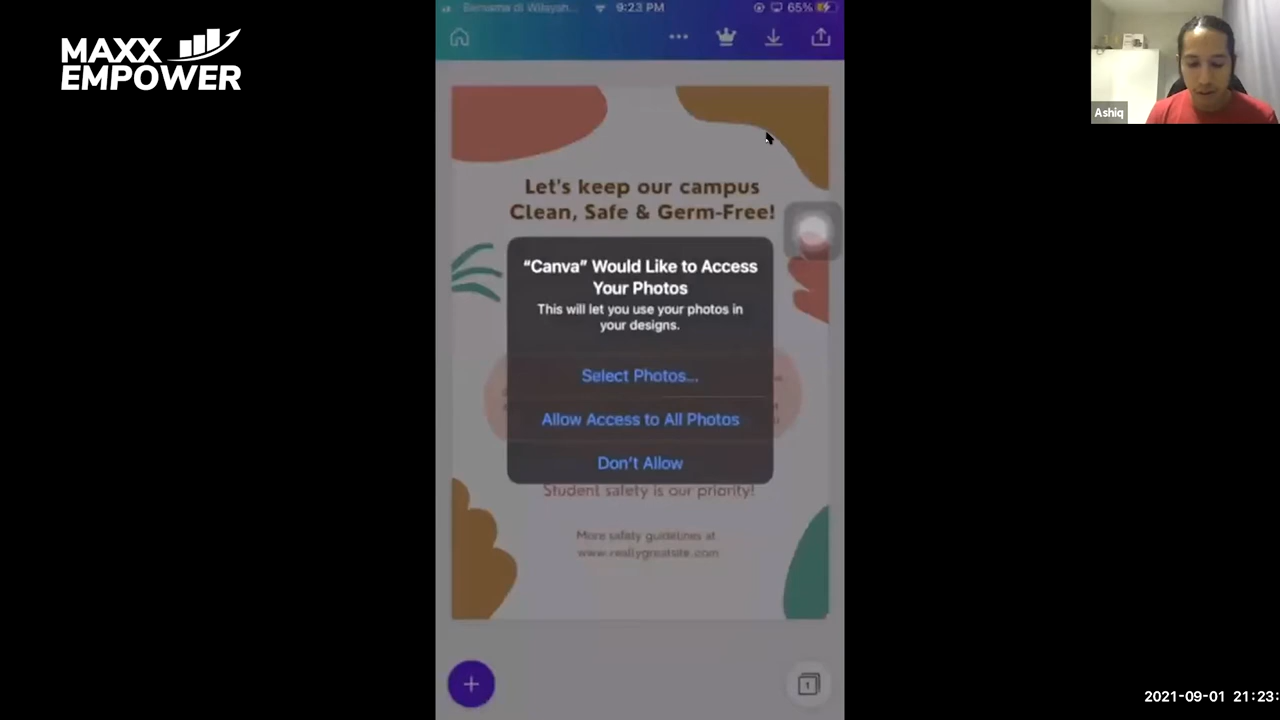 MAXX
EMPOWER
9:23 PM
65%
Ashiq
Let's keep our campus
Clean, Safe & Germ-Free!
“Canva” Would Like to Access
Your Photos
This will let you use your photos in
your designs.
Select Photos...
Allow Access to All Photos
Don't Allow
Student safety is our priority!
More safety guidelines at
www.reallygreatsite.com
1
2021-09-01 21:23: